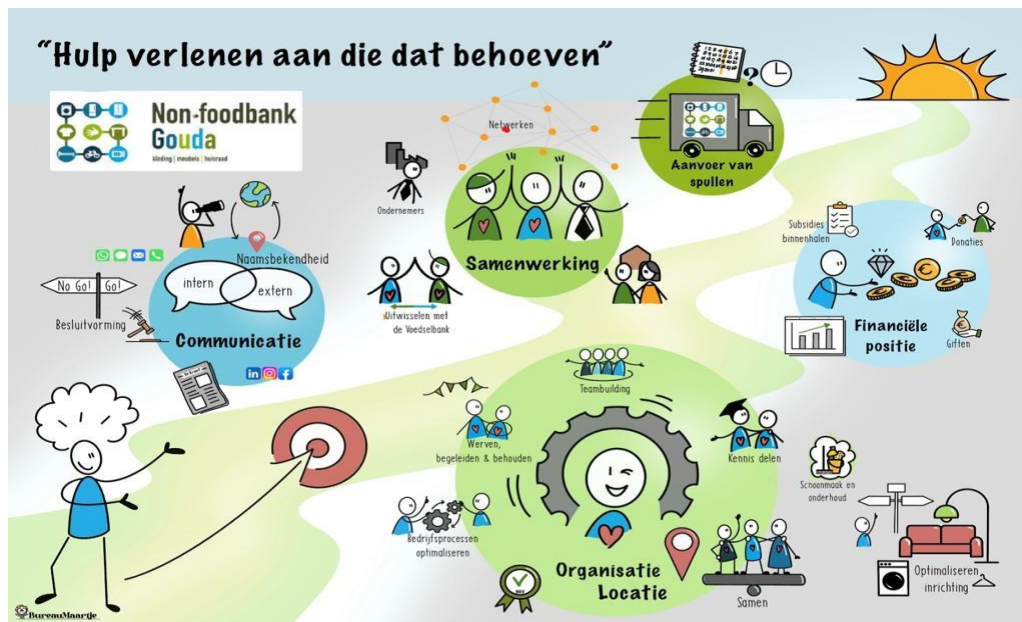 “Hulp verlenen aan die dat behoeven”
Non-foodbank
Gouda
kleding | meubels | huisraad
Netwerken
Ondernemers
Samenwerking
Uitwisselen met
de Voedselbank
?
Aanvoer van
spullen
Naamsbekendheid
intern
extern
No Go!
Go!
Besluitvorming
Communicatie
in
f
Subsidies
binnenhalen
Donaties
€
Financiële
positie
Giften
Teambuilding
Werven,
begeleiden & behouden
Kennis delen
Bedrijfsprocessen
optimaliseren
Schoonmaak en
onderhoud
Organisatie
Locatie
Samen
Optimaliseren
inrichting
BureauMaartje